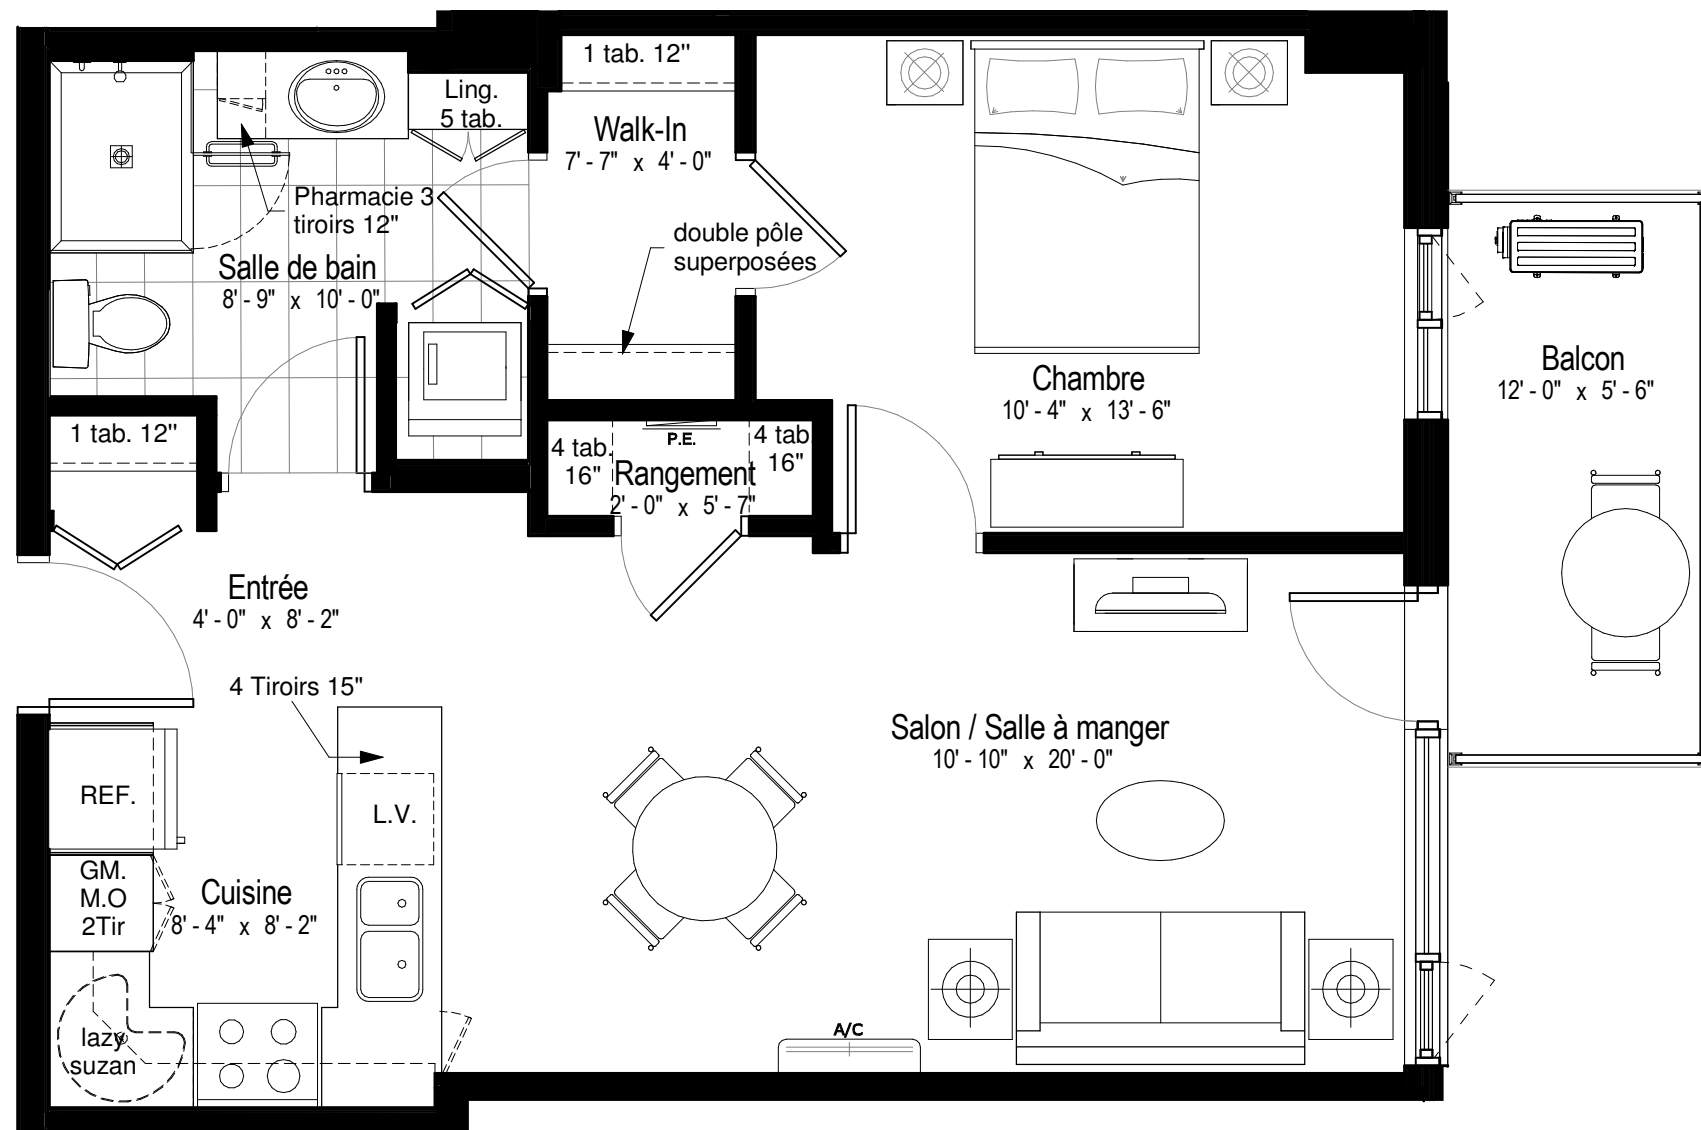 1 tab. 12"
Ling.
5 tab.
Walk-In
7' - 7" x 4' - 0"
Pharmacie 3
tiroirs 12"
double pôle
superposées
Salle de bain
8' - 9" x 10' - 0"
Chambre
10' - 4" x 13' - 6"
Balcon
12' - 0" x 5' - 6"
1 tab. 12"
4 tab.
16"
P.E.
4 tab
16"
Rangement
2' - 0" x 5' - 7"
Entrée
4' - 0" x 8' - 2"
4 Tiroirs 15"
Salon / Salle à manger
10' - 10" x 20' - 0"
REF.
L.V.
GM.
M.O
2Tir
Cuisine
8' - 4" x 8' - 2"
lazy
suzan
A/C